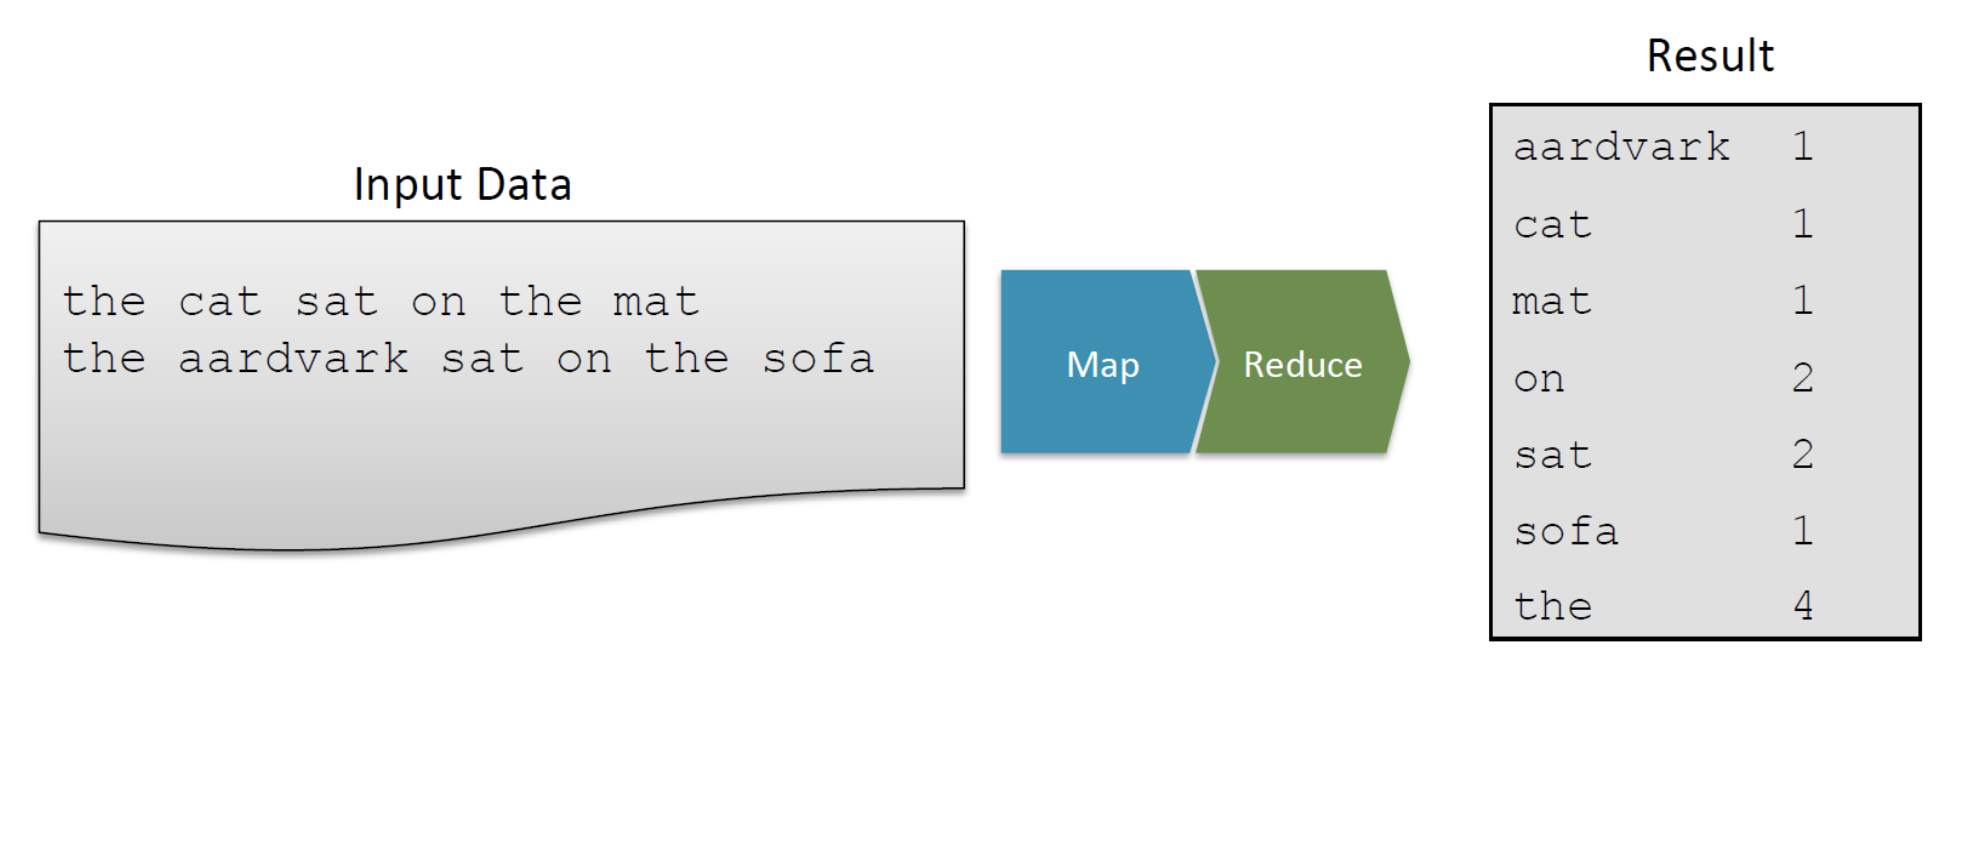 Input Data
the cat sat on the mat
the aardvark sat on the sofa
Map
Reduce
Result
aardvark 1
cat 1
mat 1
on 2
sat 2
sofa 1
the 4